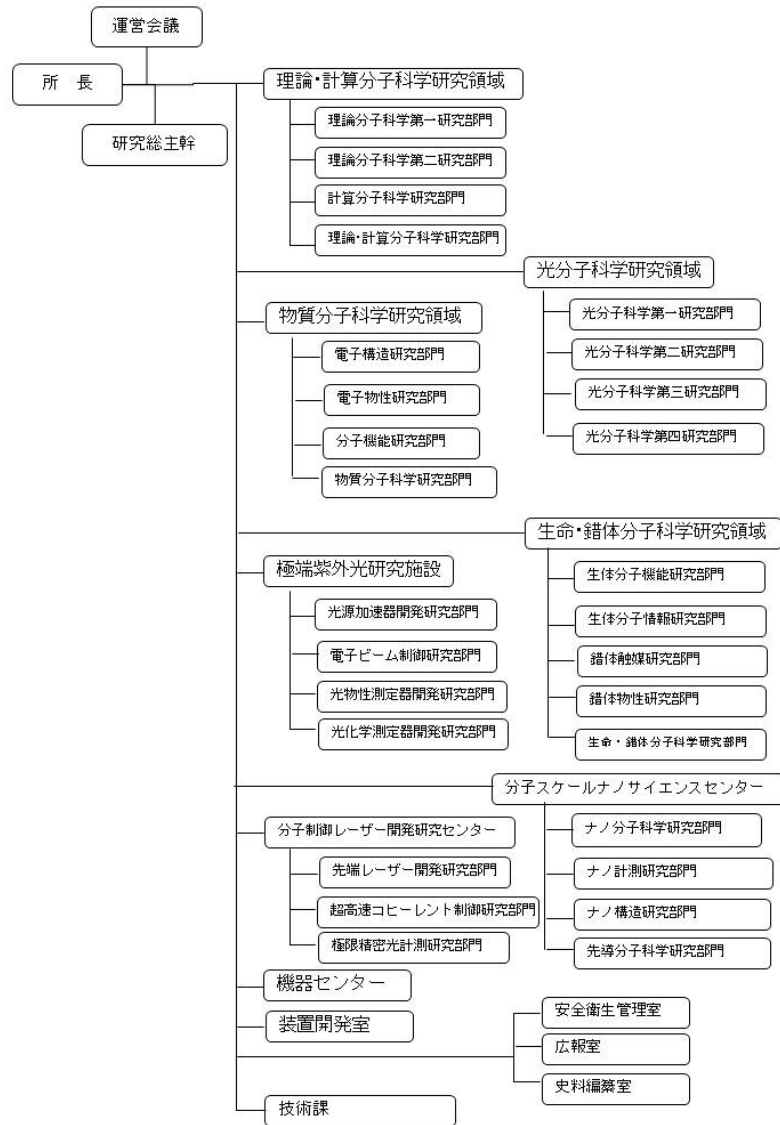 運営会議
所　長
研究総主幹
理論・計算分子科学研究領域
理論分子科学第一研究部門
理論分子科学第二研究部門
計算分子科学研究部門
理論・計算分子科学研究部門
光分子科学研究領域
光分子科学第一研究部門
光分子科学第二研究部門
光分子科学第三研究部門
光分子科学第四研究部門
物質分子科学研究領域
電子構造研究部門
電子物性研究部門
分子機能研究部門
物質分子科学研究部門
生命・錯体分子科学研究領域
生体分子機能研究部門
生体分子情報研究部門
錯体触媒研究部門
錯体物性研究部門
生命・錯体分子科学研究部門
極端紫外光研究施設
光源加速器開発研究部門
電子ビーム制御研究部門
光物性測定器開発研究部門
光化学測定器開発研究部門
分子スケールナノサイエンスセンター
ナノ分子科学研究部門
ナノ計測研究部門
ナノ構造研究部門
先導分子科学研究部門
分子制御レーザー開発研究センター
先端レーザー開発研究部門
超高速コヒーレント制御研究部門
極限精密光計測研究部門
機器センター
装置開発室
安全衛生管理室
広報室
史料編纂室
技術課